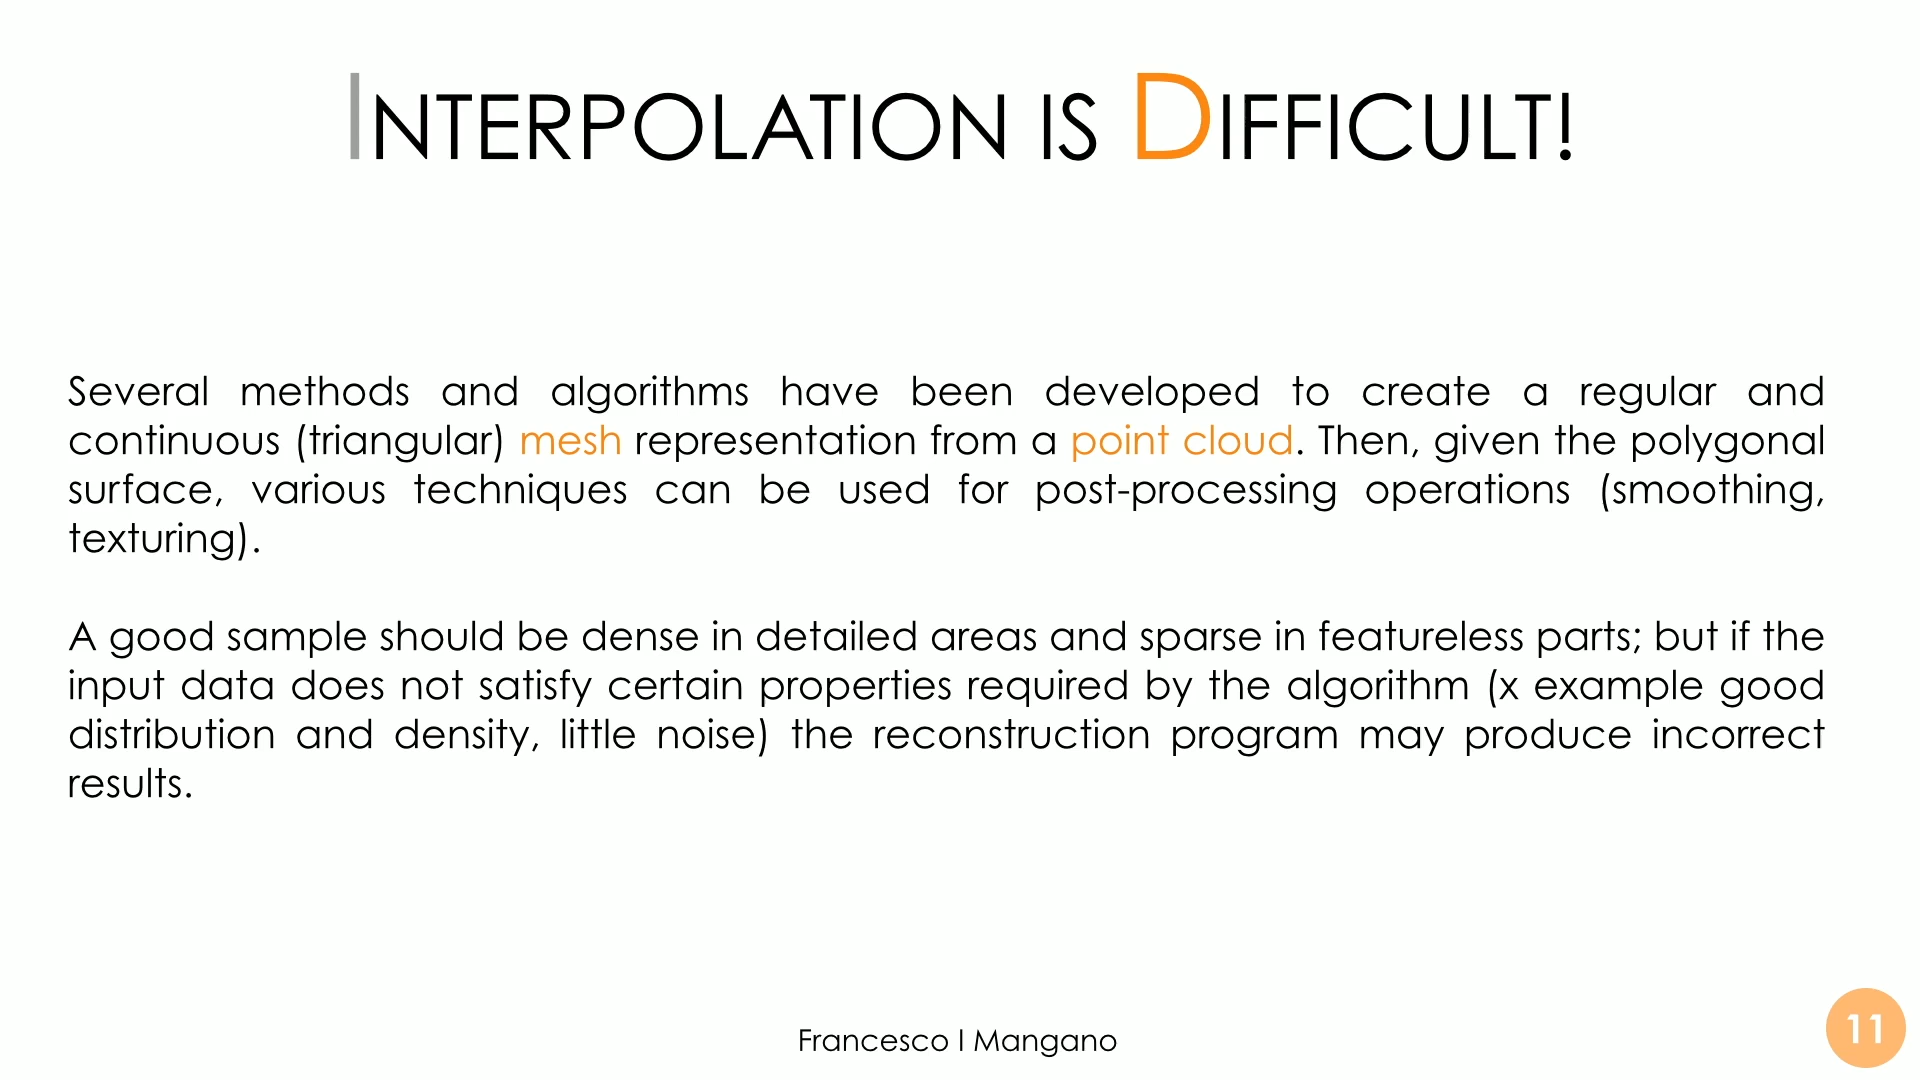 INTERPOLATION IS DIFFICULT!
Several methods and algorithms have been developed to create a regular and
continuous (triangular) mesh representation from a point cloud. Then, given the polygonal
surface, various techniques can be used for post-processing operations (smoothing,
texturing).
A good sample should be dense in detailed areas and sparse in featureless parts; but if the
input data does not satisfy certain properties required by the algorithm (x example good
distribution and density, little noise) the reconstruction program may produce incorrect
results.
Francesco I Mangano
11